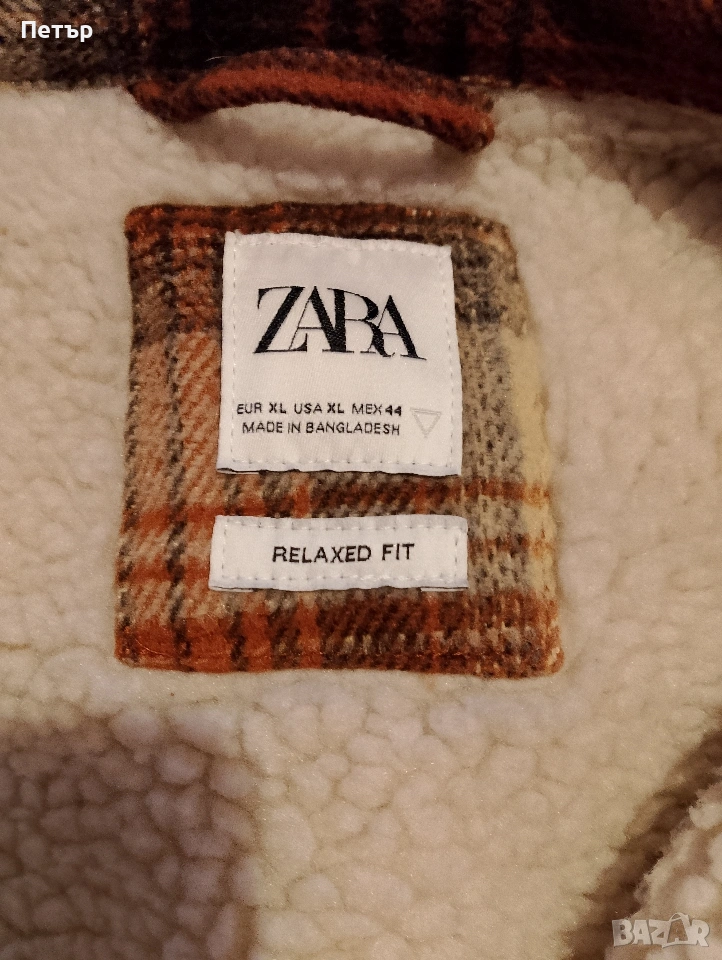 Петър
ZARA
EUR XL USA XL MEX 44
MADE IN BANGLADESH
RELAXED FIT
BAZAR